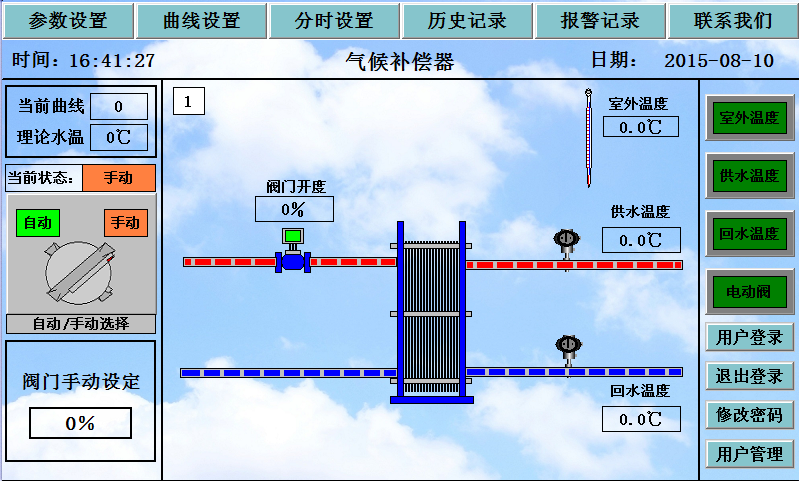 参数设置 曲线设置 分时设置 历史记录 报警记录 联系我们
时间：16:41:27 气候补偿器 日期： 2015-08-10
当前曲线 0
理论水温 0℃
当前状态： 手动
自动 手动
自动/手动选择
阀门手动设定
0%
1
阀门开度
0%
室外温度
0.0℃
供水温度
0.0℃
回水温度
0.0℃
室外温度
供水温度
回水温度
电动阀
用户登录
退出登录
修改密码
用户管理